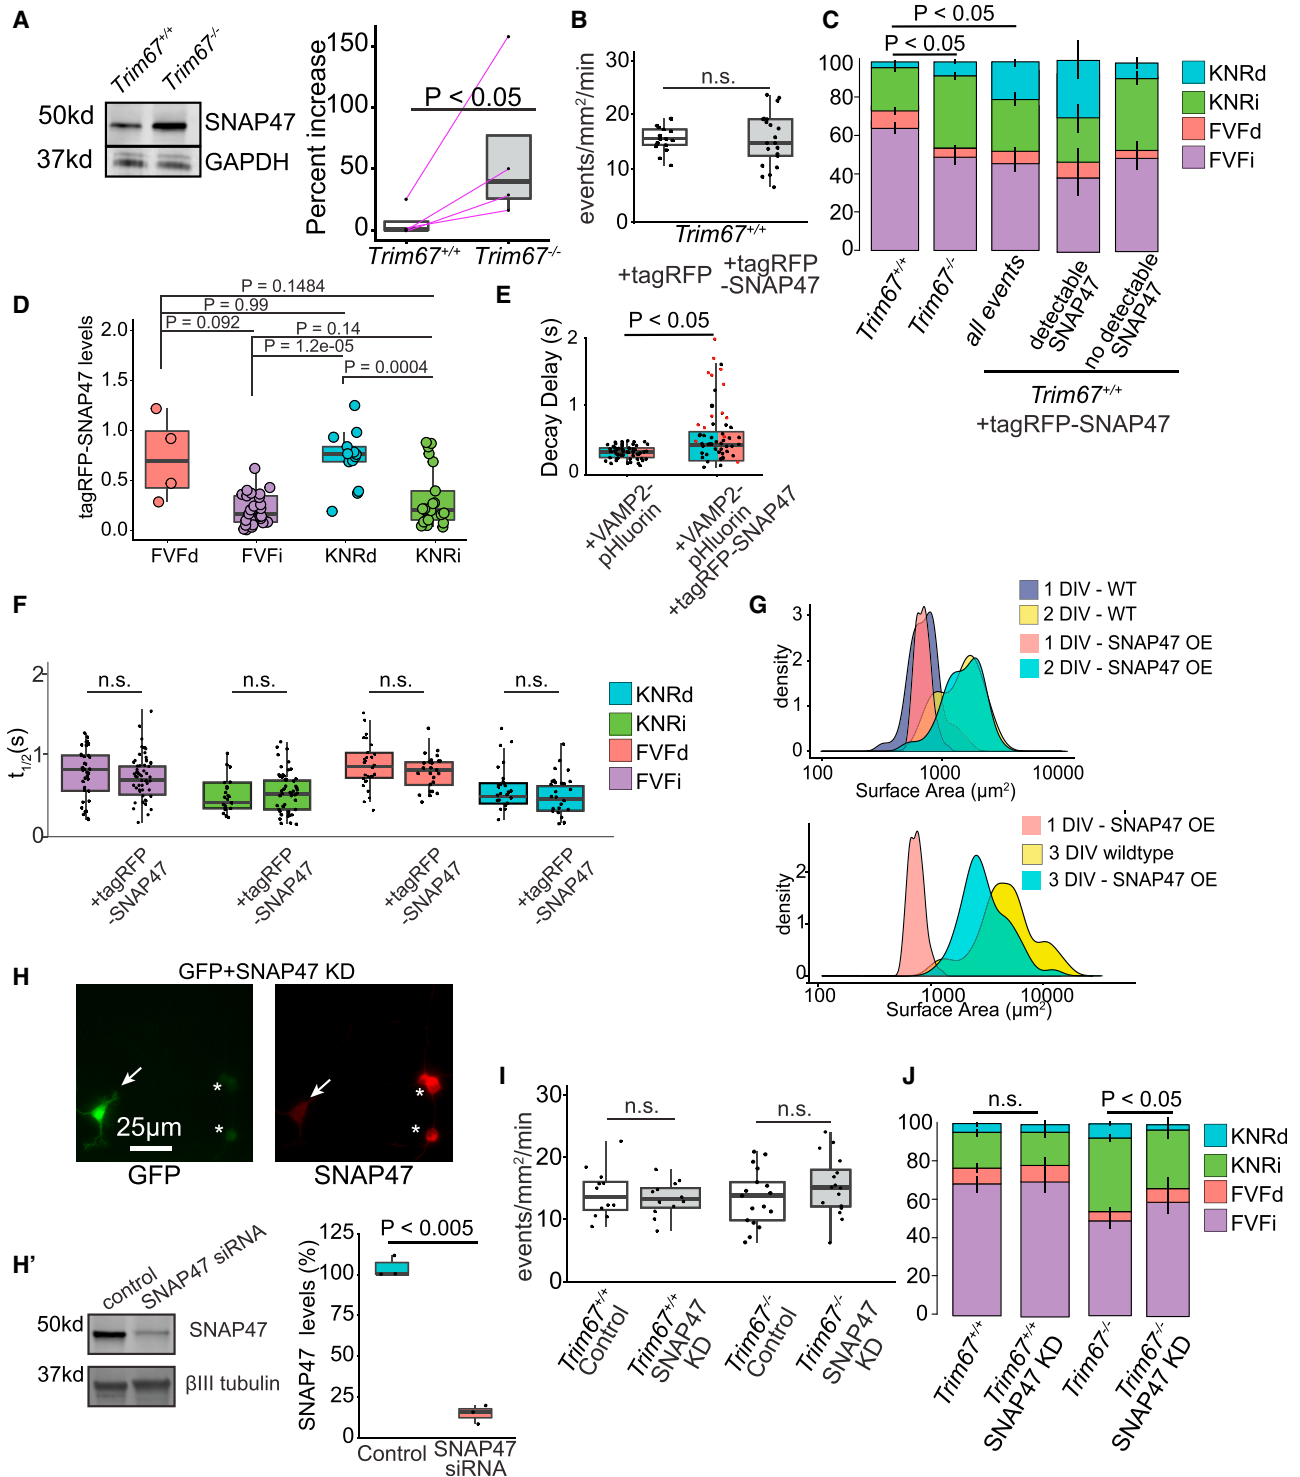 A
Trim67+/+
Trim67-/-
50kd
SNAP47
37kd
GAPDH
Percent increase
150
100
50
0
P < 0.05
Trim67+/+
Trim67-/-
B
events/mm2/min
30
20
10
0
n.s.
Trim67+/+
+tagRFP
+tagRFP
-SNAP47
C
P < 0.05
P < 0.05
100
80
60
40
20
0
KNRd
KNRi
FVFd
FVFi
Trim67+/+
Trim67-/-
all events
detectable
SNAP47
no detectable
SNAP47
Trim67+/+
+tagRFP-SNAP47
D
tagRFP-SNAP47 levels
P = 0.1484
P = 0.99
P = 0.092
P = 0.14
P = 1.2e-05
P = 0.0004
2.0
1.5
1.0
0.5
0.0
FVFd
FVFi
KNRd
KNRi
E
Decay Delay (s)
P < 0.05
2
1
0
+VAMP2-
pHluorin
+VAMP2-
pHluorin
+tagRFP-SNAP47
F
t1/2(s)
2
1
0
n.s.
n.s.
n.s.
n.s.
KNRd
KNRi
FVFd
FVFi
+tagRFP
-SNAP47
+tagRFP
-SNAP47
+tagRFP
-SNAP47
+tagRFP
-SNAP47
G
1 DIV - WT
2 DIV - WT
1 DIV - SNAP47 OE
2 DIV - SNAP47 OE
density
3
2
1
0
100
1000
10000
Surface Area (µm2)
1 DIV - SNAP47 OE
3 DIV wildtype
3 DIV - SNAP47 OE
density
2
1
0
100
1000
10000
Surface Area (µm2)
H
GFP+SNAP47 KD
*
*
25µm
*
*
GFP
SNAP47
H'
control
SNAP47 siRNA
50kd
SNAP47
37kd
βIII tubulin
SNAP47 levels (%)
125
100
75
50
25
0
P < 0.005
Control
SNAP47
siRNA
I
events/mm2/min
30
20
10
0
n.s.
n.s.
Trim67+/+
Control
Trim67+/+
SNAP47
KD
Trim67-/-
Control
Trim67-/-
SNAP47
KD
J
n.s.
P < 0.05
100
80
60
40
20
0
KNRd
KNRi
FVFd
FVFi
Trim67+/+
Trim67+/+
SNAP47 KD
Trim67-/-
Trim67-/-
SNAP47 KD